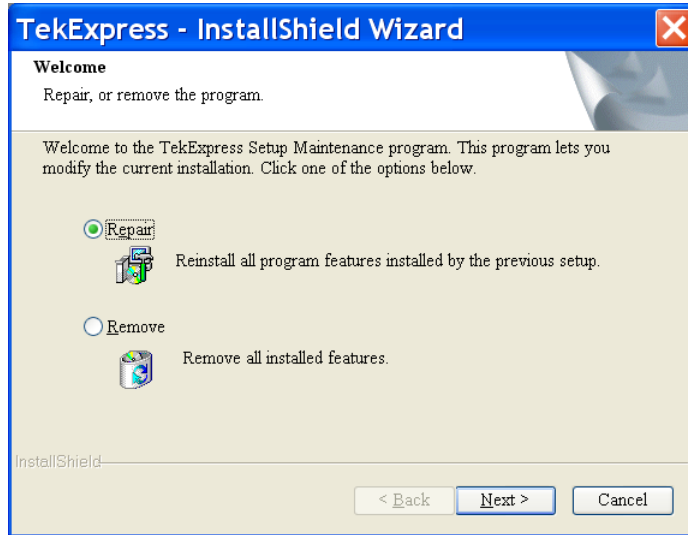 TekExpress - InstallShield Wizard
Welcome
Repair, or remove the program.
Welcome to the TekExpress Setup Maintenance program. This program lets you
modify the current installation. Click one of the options below.
Repair
Reinstall all program features installed by the previous setup.
Remove
Remove all installed features.
InstallShield
< Back Next > Cancel